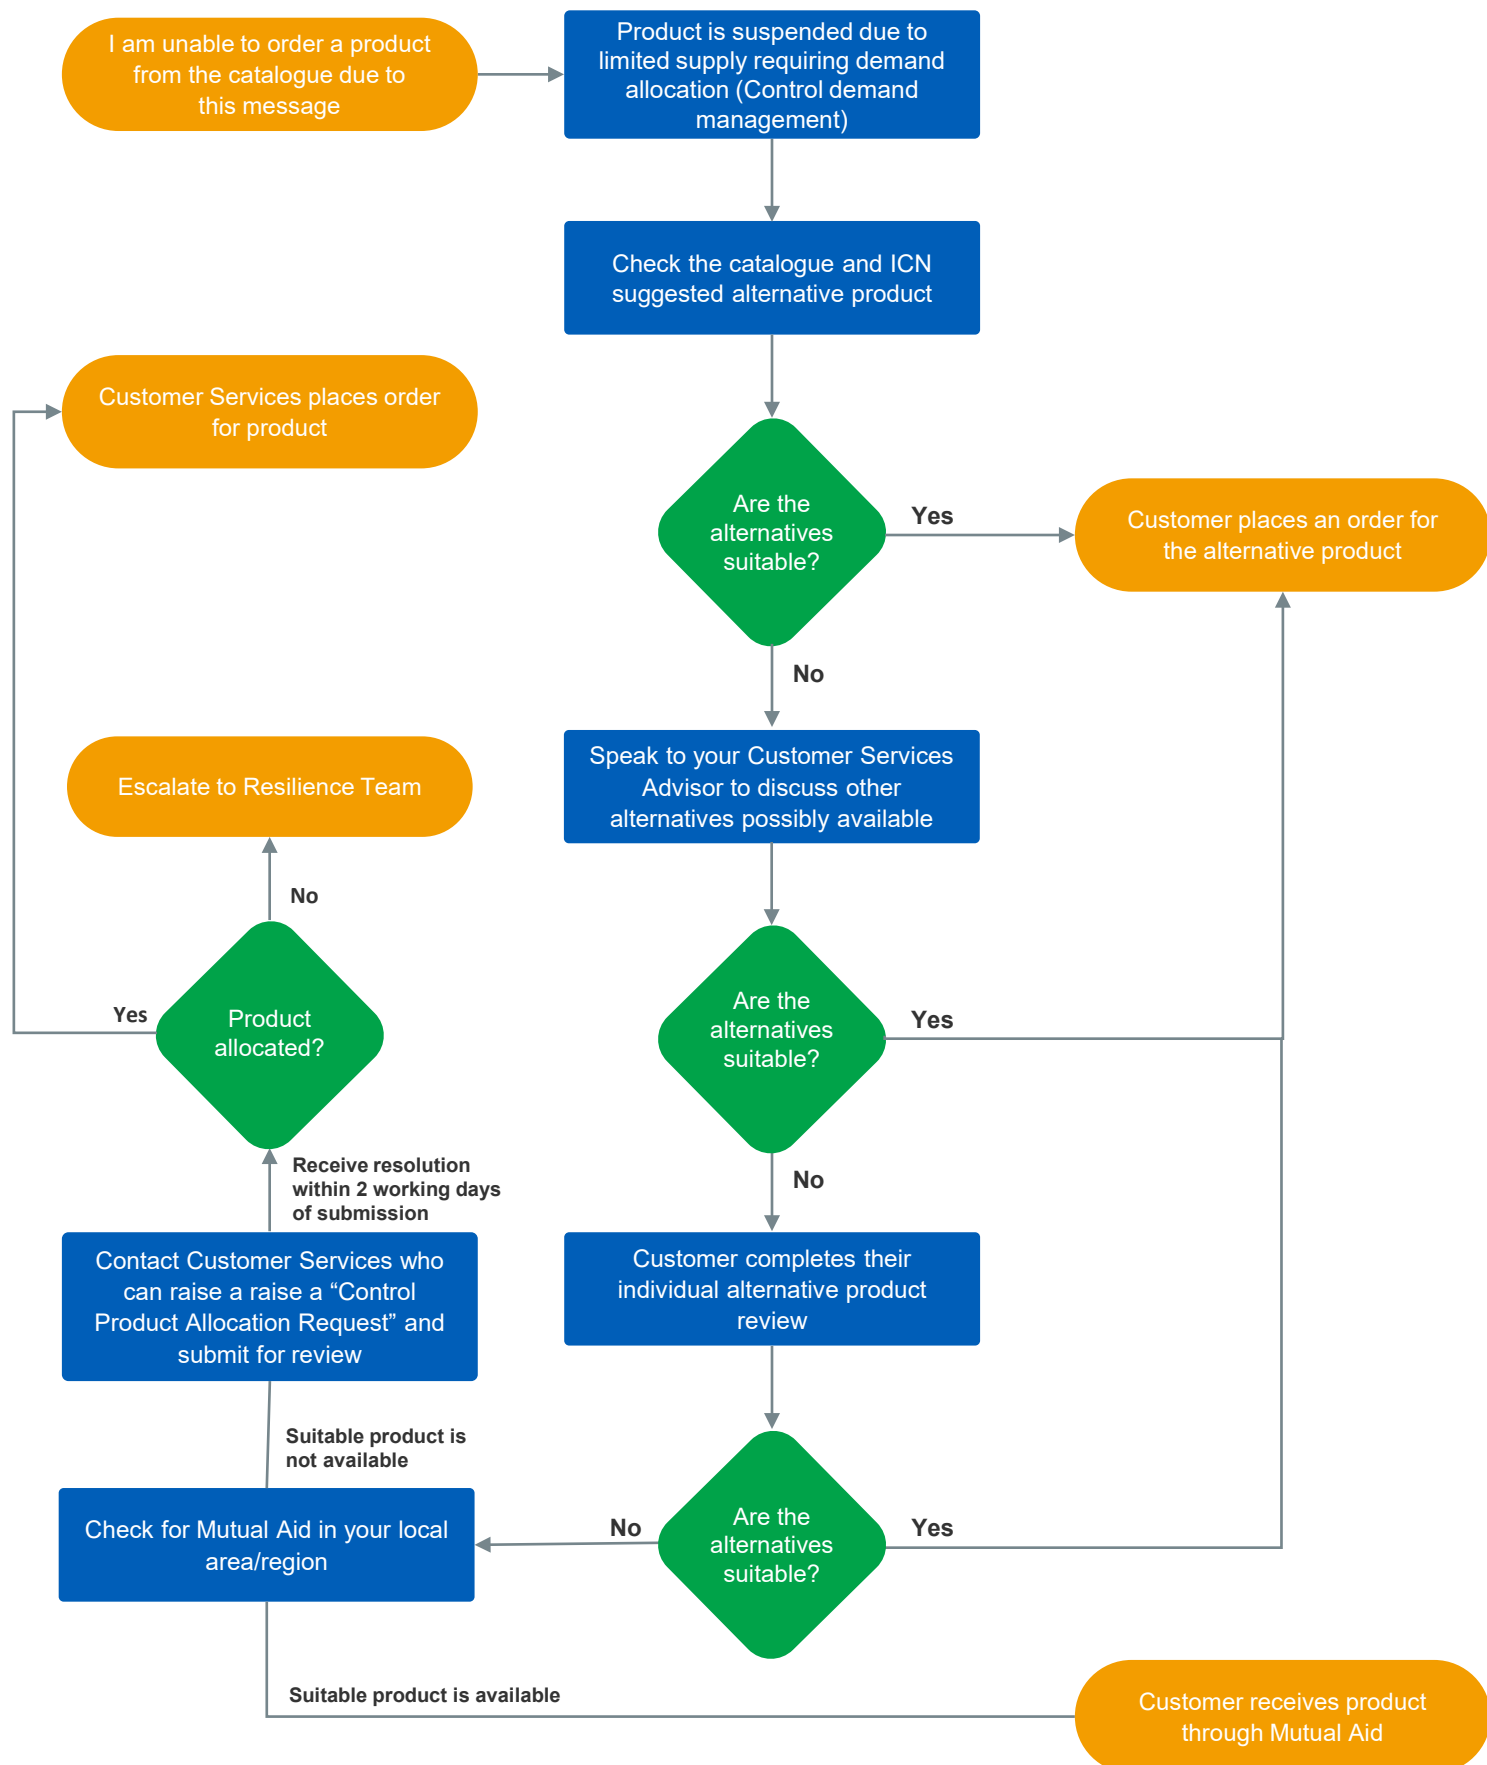 I am unable to order a product
from the catalogue due to
this message
Product is suspended due to
limited supply requiring demand
allocation (Control demand
management)
Check the catalogue and ICN
suggested alternative product
Customer Services places order
for product
Are the
alternatives
suitable?
Yes
Customer places an order for
the alternative product
No
Speak to your Customer Services
Advisor to discuss other
alternatives possibly available
Escalate to Resilience Team
No
Yes
Product
allocated?
Are the
alternatives
suitable?
Yes
No
Receive resolution
within 2 working days
of submission
Contact Customer Services who
can raise a raise a “Control
Product Allocation Request” and
submit for review
Customer completes their
individual alternative product
review
Suitable product is
not available
Check for Mutual Aid in your local
area/region
No
Are the
alternatives
suitable?
Yes
Suitable product is available
Customer receives product
through Mutual Aid